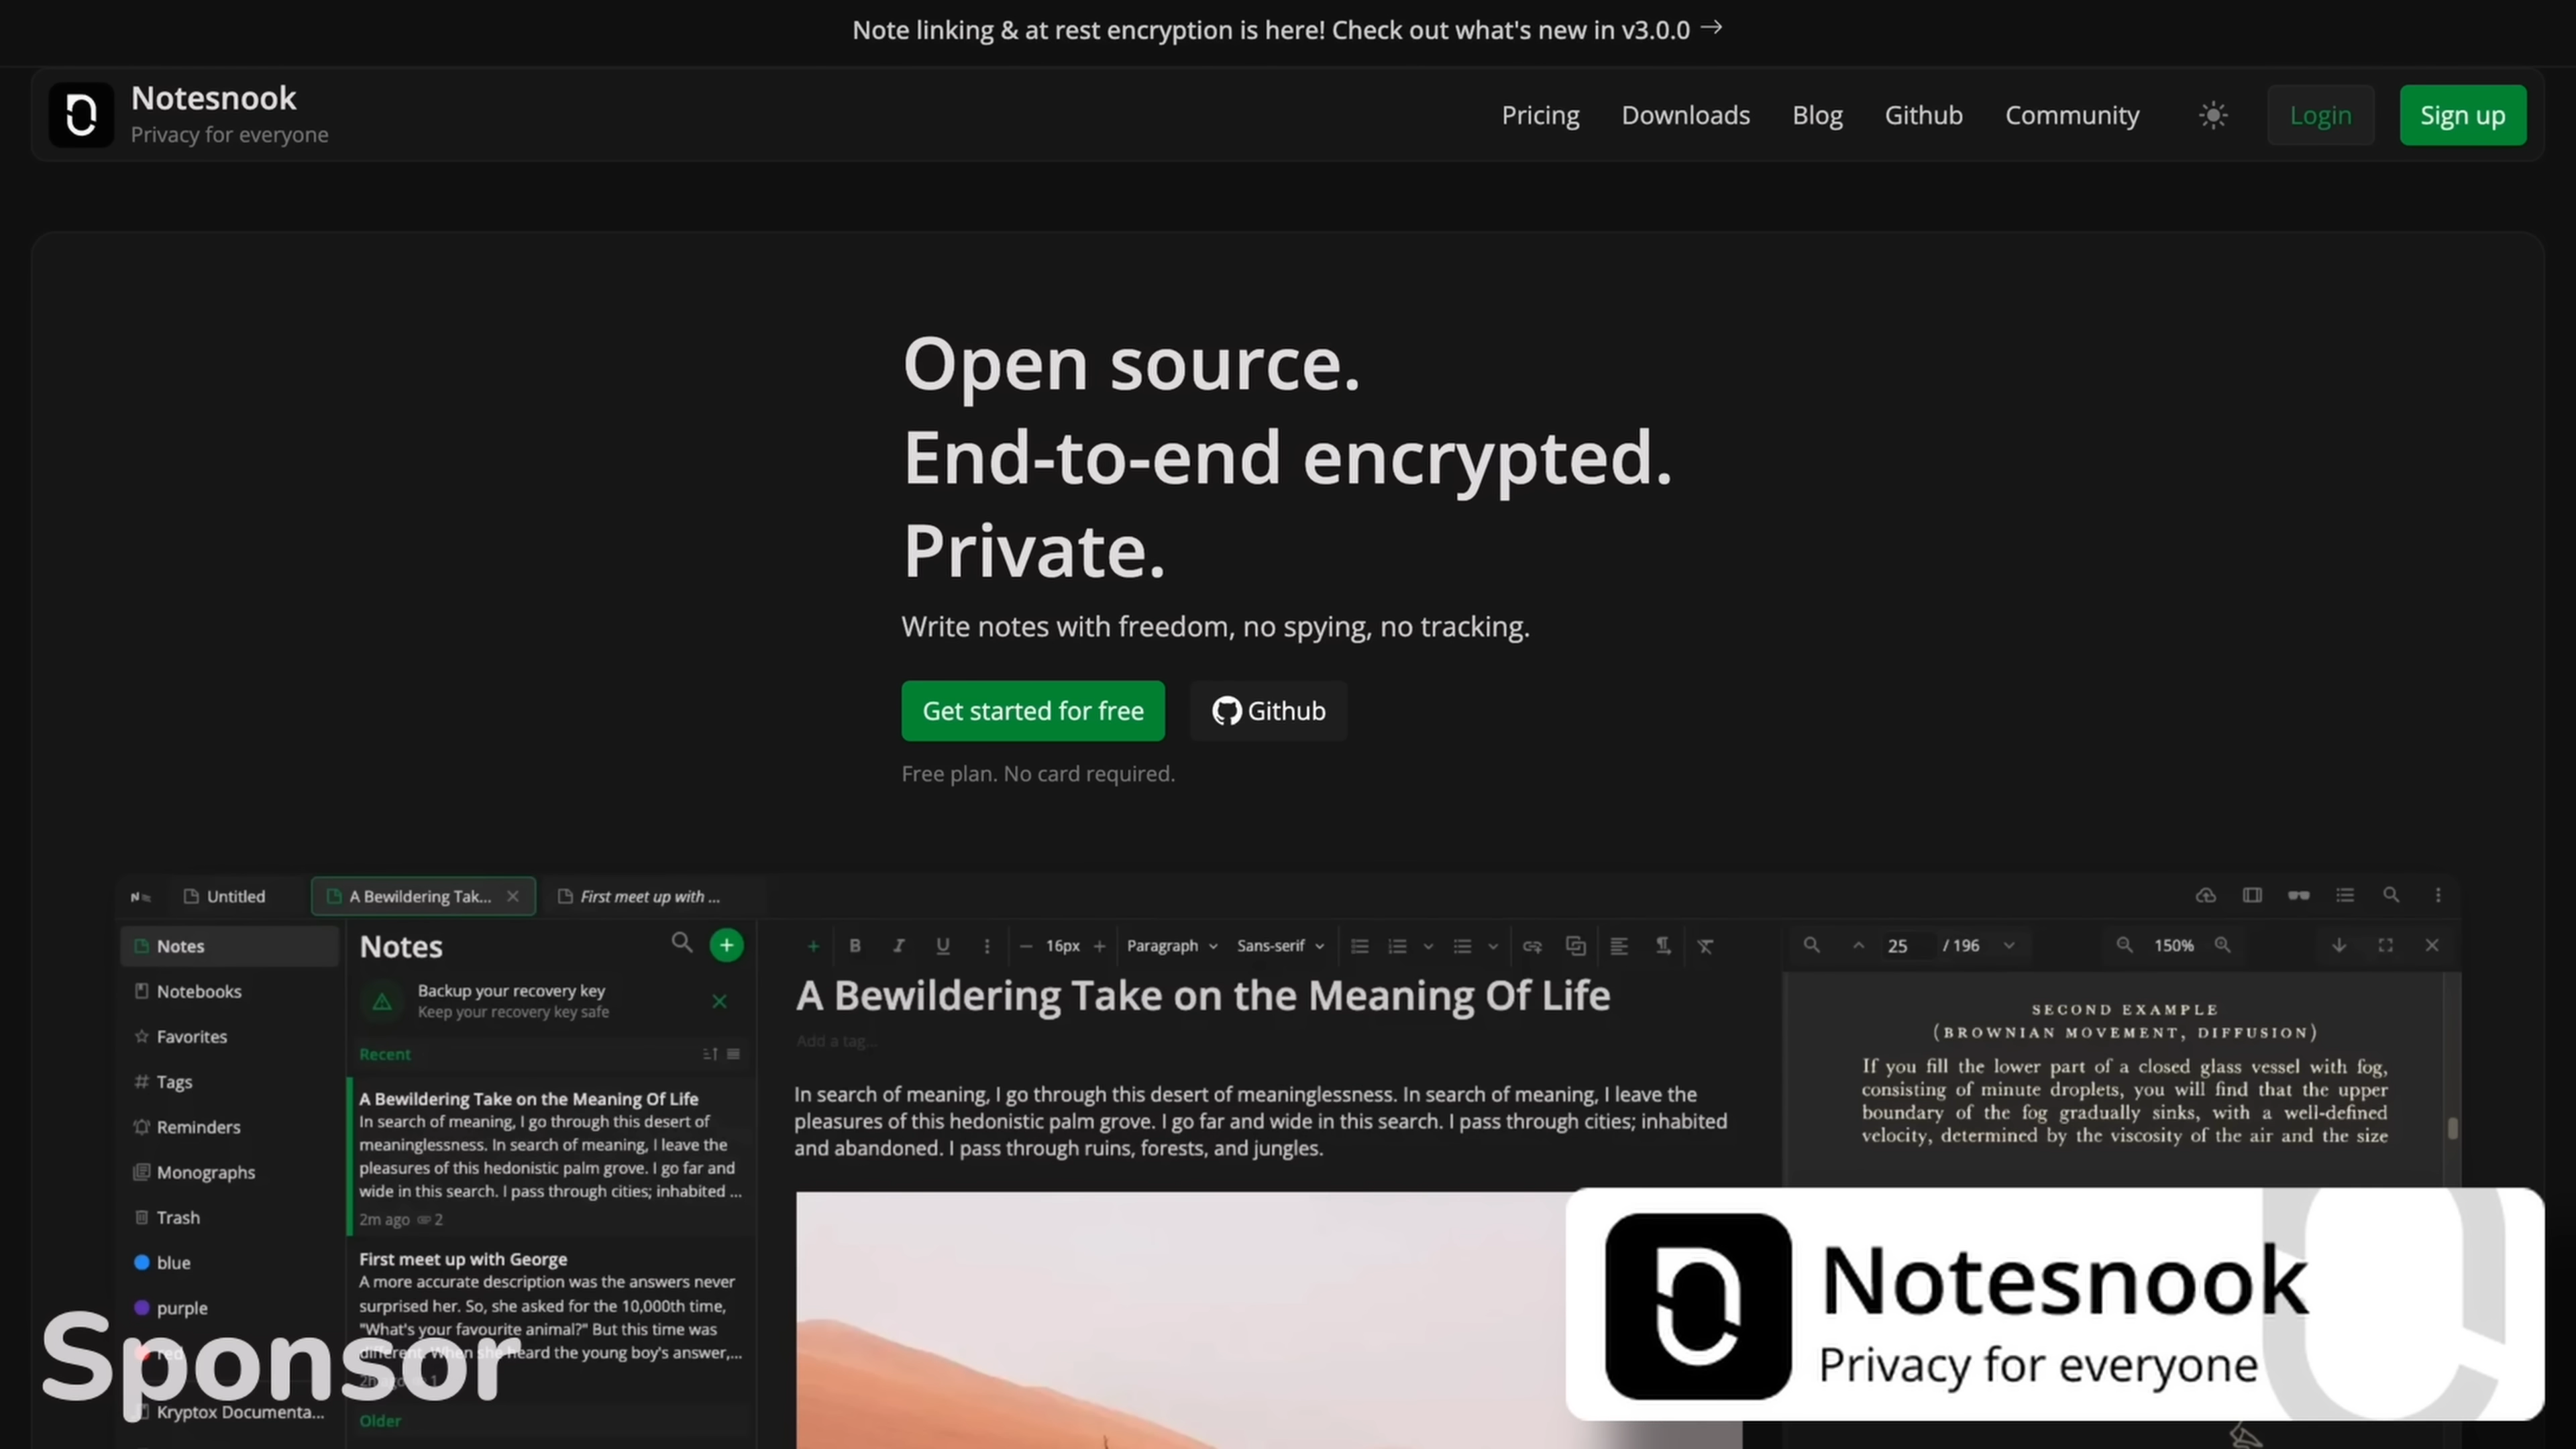 Note linking & at rest encryption is here! Check out what's new in v3.0.0 →
Notesnook
Privacy for everyone
Pricing
Downloads
Blog
Github
Community
Login
Sign up
Open source.
End-to-end encrypted.
Private.
Write notes with freedom, no spying, no tracking.
Get started for free
Github
Free plan. No card required.
Untitled
A Bewildering Tak...
First meet up with ...
Notes
Notebooks
Favorites
Tags
Reminders
Monographs
Trash
blue
purple
red
Kryptox Documenta...
Notes
Backup your recovery key
Keep your recovery key safe
Recent
A Bewildering Take on the Meaning Of Life
In search of meaning, I go through this desert of
meaninglessness. In search of meaning, I leave the
pleasures of this hedonistic palm grove. I go far and
wide in this search. I pass through cities; inhabited ...
2m ago 2
First meet up with George
A more accurate description was the answers never
surprised her. So, she asked for the 10,000th time,
"What's your favourite animal?" But this time was
different. When she heard the young boy's answer,...
Older
16px
Paragraph
Sans-serif
A Bewildering Take on the Meaning Of Life
Add a tag...
In search of meaning, I go through this desert of meaninglessness. In search of meaning, I leave the
pleasures of this hedonistic palm grove. I go far and wide in this search. I pass through cities; inhabited
and abandoned. I pass through ruins, forests, and jungles.
25 / 196
150%
SECOND EXAMPLE
(BROWNIAN MOVEMENT, DIFFUSION)
If you fill the lower part of a closed glass vessel with fog,
consisting of minute droplets, you will find that the upper
boundary of the fog gradually sinks, with a well-defined
velocity, determined by the viscosity of the air and the size
Sponsor
Notesnook
Privacy for everyone